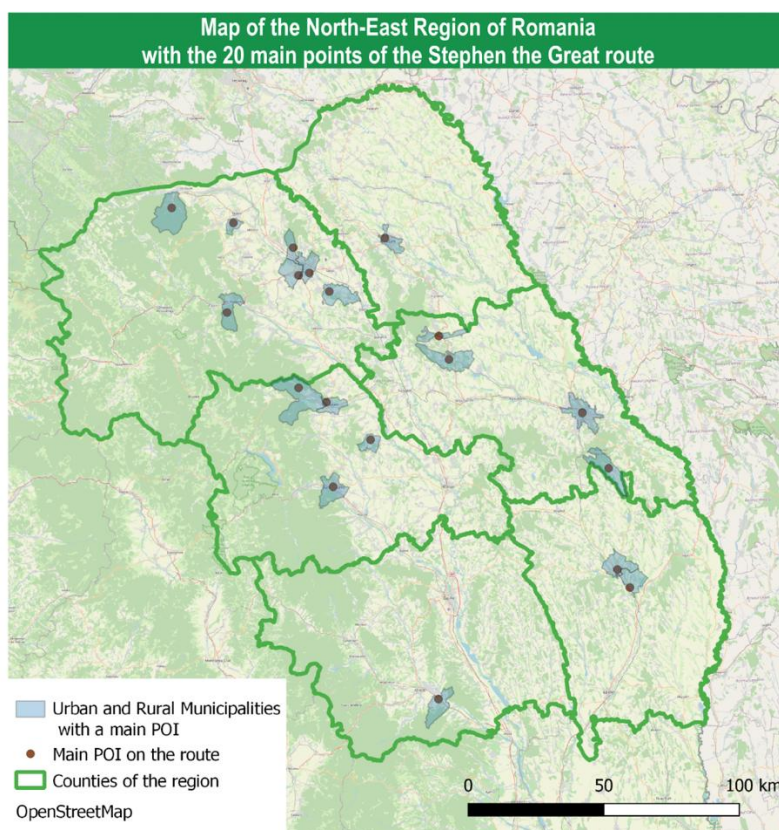 Map of the North-East Region of Romania
with the 20 main points of the Stephen the Great route
Urban and Rural Municipalities
with a main POI
Main POI on the route
Counties of the region
OpenStreetMap
0 50 100 km